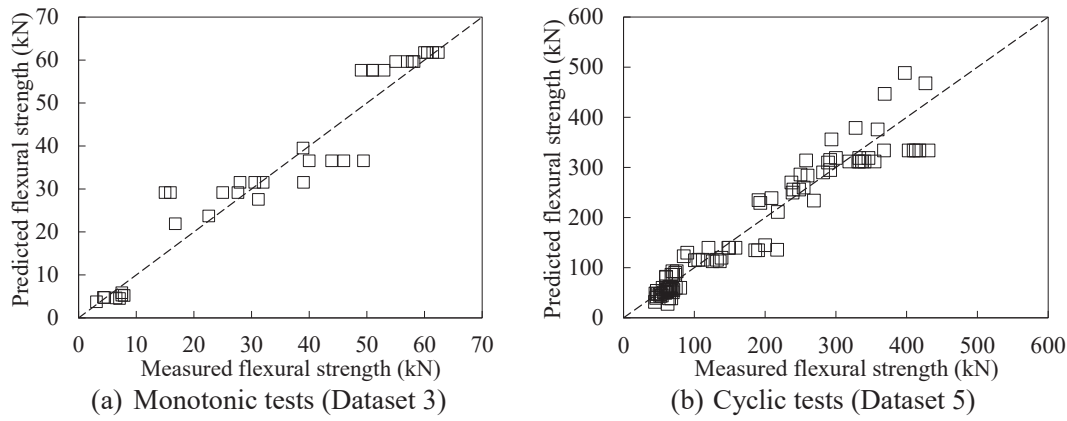 Predicted flexural strength (kN)
70
60
50
40
30
20
10
0
0 10 20 30 40 50 60 70
Measured flexural strength (kN)
(a) Monotonic tests (Dataset 3)
Predicted flexural strength (kN)
600
500
400
300
200
100
0
0 100 200 300 400 500 600
Measured flexural strength (kN)
(b) Cyclic tests (Dataset 5)